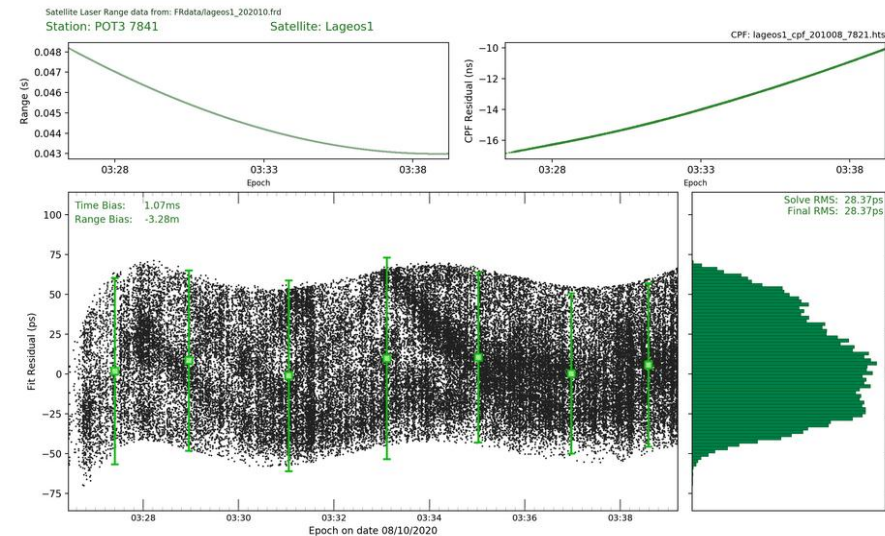 Satellite Laser Range data from: FRdata/lageos1_202010.frd
Station: POT3 7841 Satellite: Lageos1
CPF: lageos1_cpf_201008_7821.hts
Range (s)
0.048
0.047
0.046
0.045
0.044
0.043
03:28 03:33 03:38
Epoch
CPF Residual (ns)
−10
−12
−14
−16
03:28 03:33 03:38
Epoch
Time Bias: 1.07ms
Range Bias: -3.28m
Fit Residual (ps)
100
75
50
25
0
−25
−50
−75
03:28 03:30 03:32 03:34 03:36 03:38
Epoch on date 08/10/2020
Solve RMS: 28.37ps
Final RMS: 28.37ps